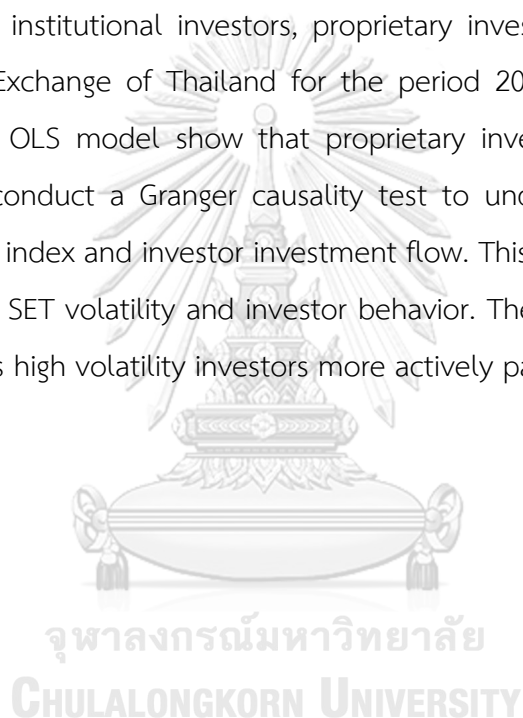 institutional investors, proprietary inves
Exchange of Thailand for the period 20
OLS model show that proprietary inve
conduct a Granger causality test to und
index and investor investment flow. This
SET volatility and investor behavior. The
s high volatility investors more actively pa
จุฬาลงกรณ์มหาวิทยาลัย
CHULALONGKORN UNIVERSITY